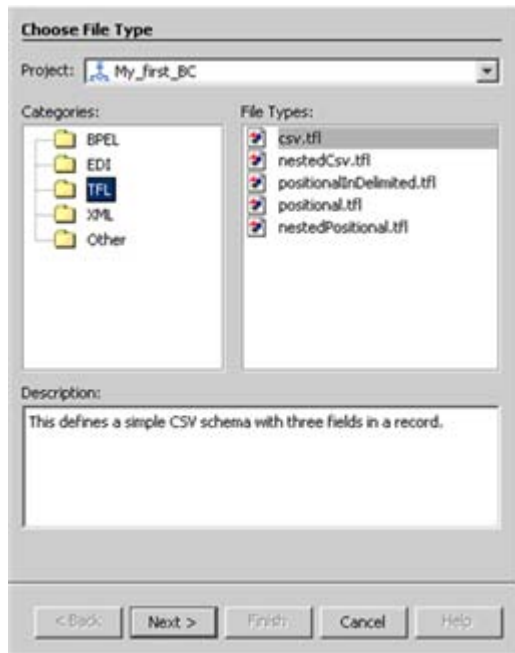 Choose File Type
Project: My_first_BC
Categories:
BPEL
EDI
TFL
XML
Other
File Types:
csv.tfl
nestedCsv.tfl
positionalInDelimited.tfl
positional.tfl
nestedPositional.tfl
Description:
This defines a simple CSV schema with three fields in a record.
< Back Next > Finish Cancel Help